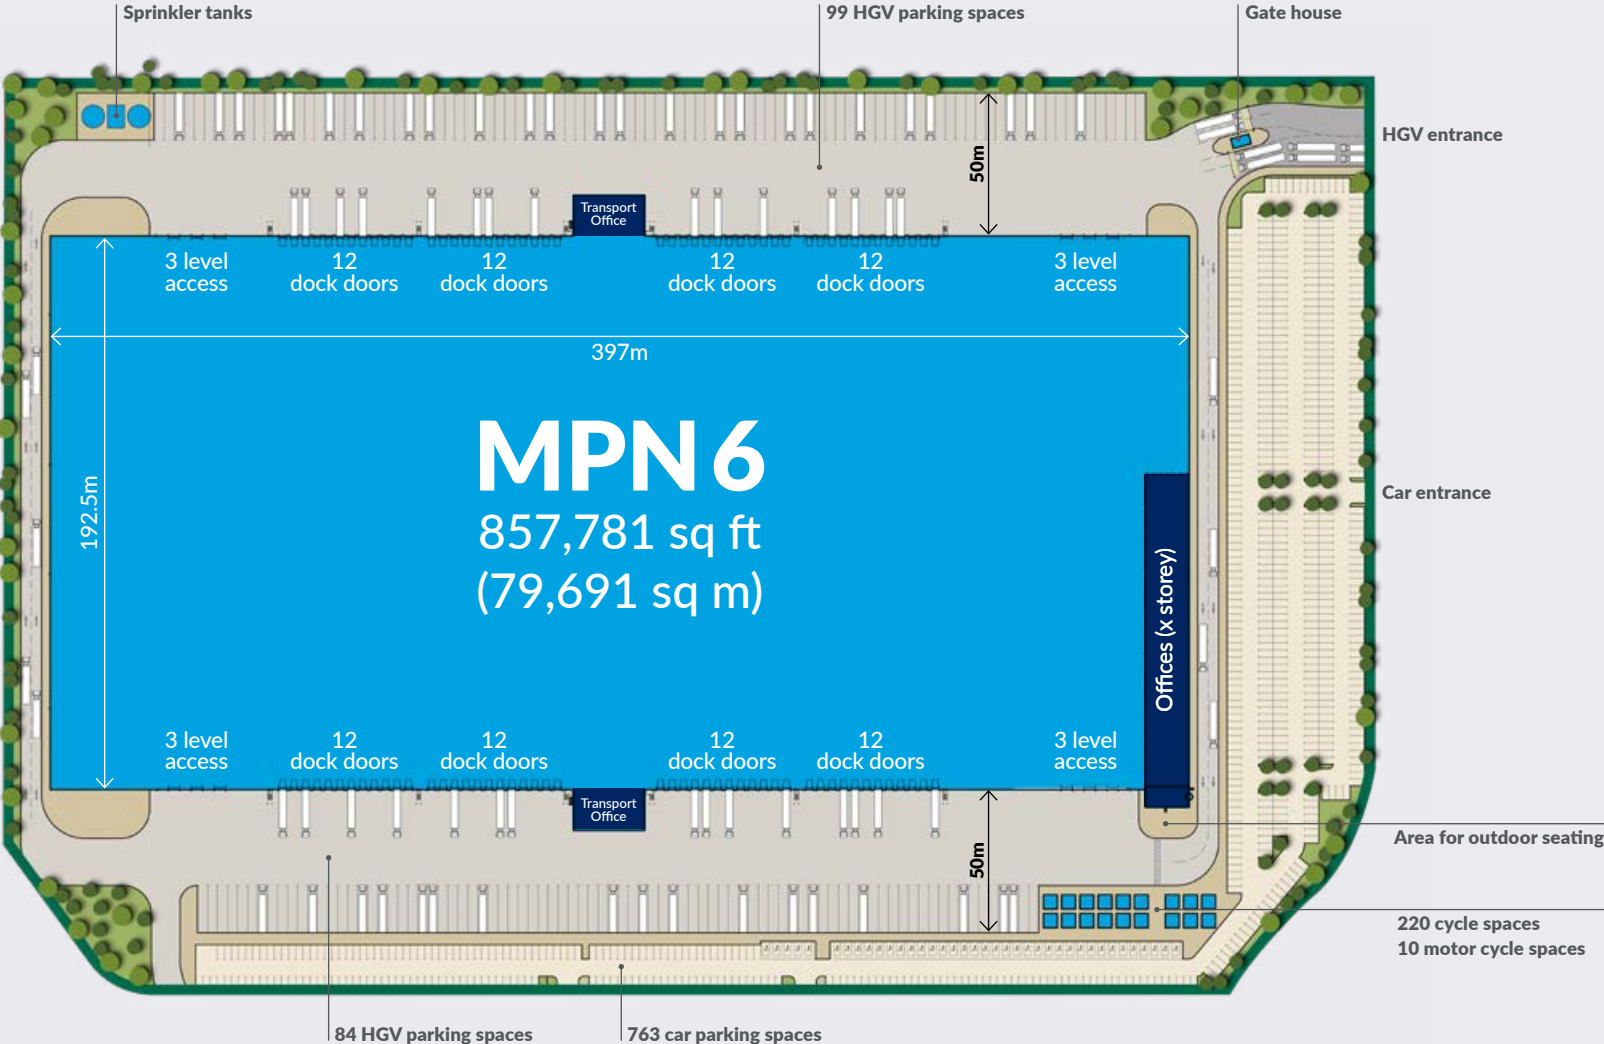 Sprinkler tanks
99 HGV parking spaces
Gate house
HGV entrance
50m
Transport
Office
3 level
access
12
dock doors
12
dock doors
12
dock doors
12
dock doors
3 level
access
397m
MPN 6
857,781 sq ft
(79,691 sq m)
192.5m
Car entrance
Offices (x storey)
3 level
access
12
dock doors
12
dock doors
12
dock doors
12
dock doors
3 level
access
Transport
Office
50m
Area for outdoor seating
220 cycle spaces
10 motor cycle spaces
84 HGV parking spaces
763 car parking spaces